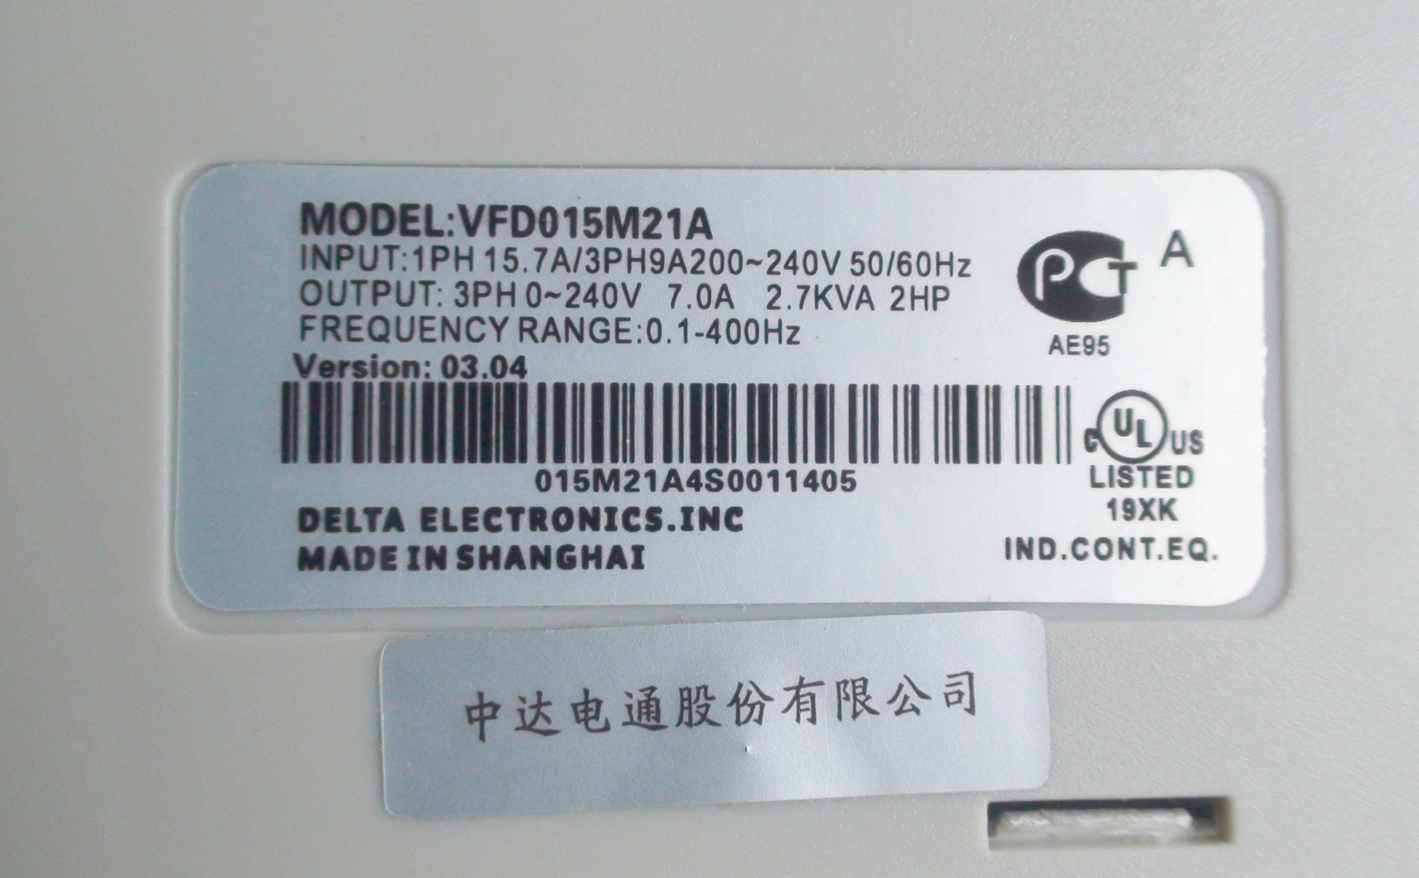 MODEL:VFD015M21A
INPUT:1PH 15.7A/3PH9A200~240V 50/60Hz
OUTPUT: 3PH 0~240V 7.0A 2.7KVA 2HP
FREQUENCY RANGE:0.1-400Hz
Version: 03.04
015M21A4S0011405
DELTA ELECTRONICS.INC
MADE IN SHANGHAI
PCT A
AE95
C UL US
LISTED
19XK
IND.CONT.EQ.
中达电通股份有限公司